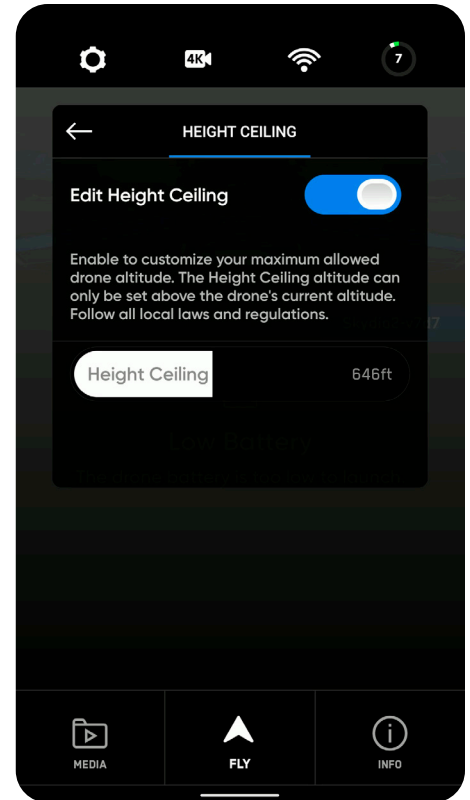 4K
7
HEIGHT CEILING
Edit Height Ceiling
Enable to customize your maximum allowed
drone altitude. The Height Ceiling altitude can
only be set above the drone's current altitude.
Follow all local laws and regulations.
Height Ceiling 646ft
Low Battery
MEDIA FLY INFO